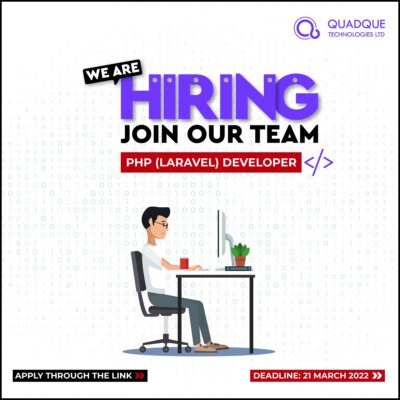 QUADQUE
TECHNOLOGIES LTD
WE ARE
HIRING
JOIN OUR TEAM
PHP (LARAVEL) DEVELOPER </>
APPLY THROUGH THE LINK »
DEADLINE: 21 MARCH 2022 »